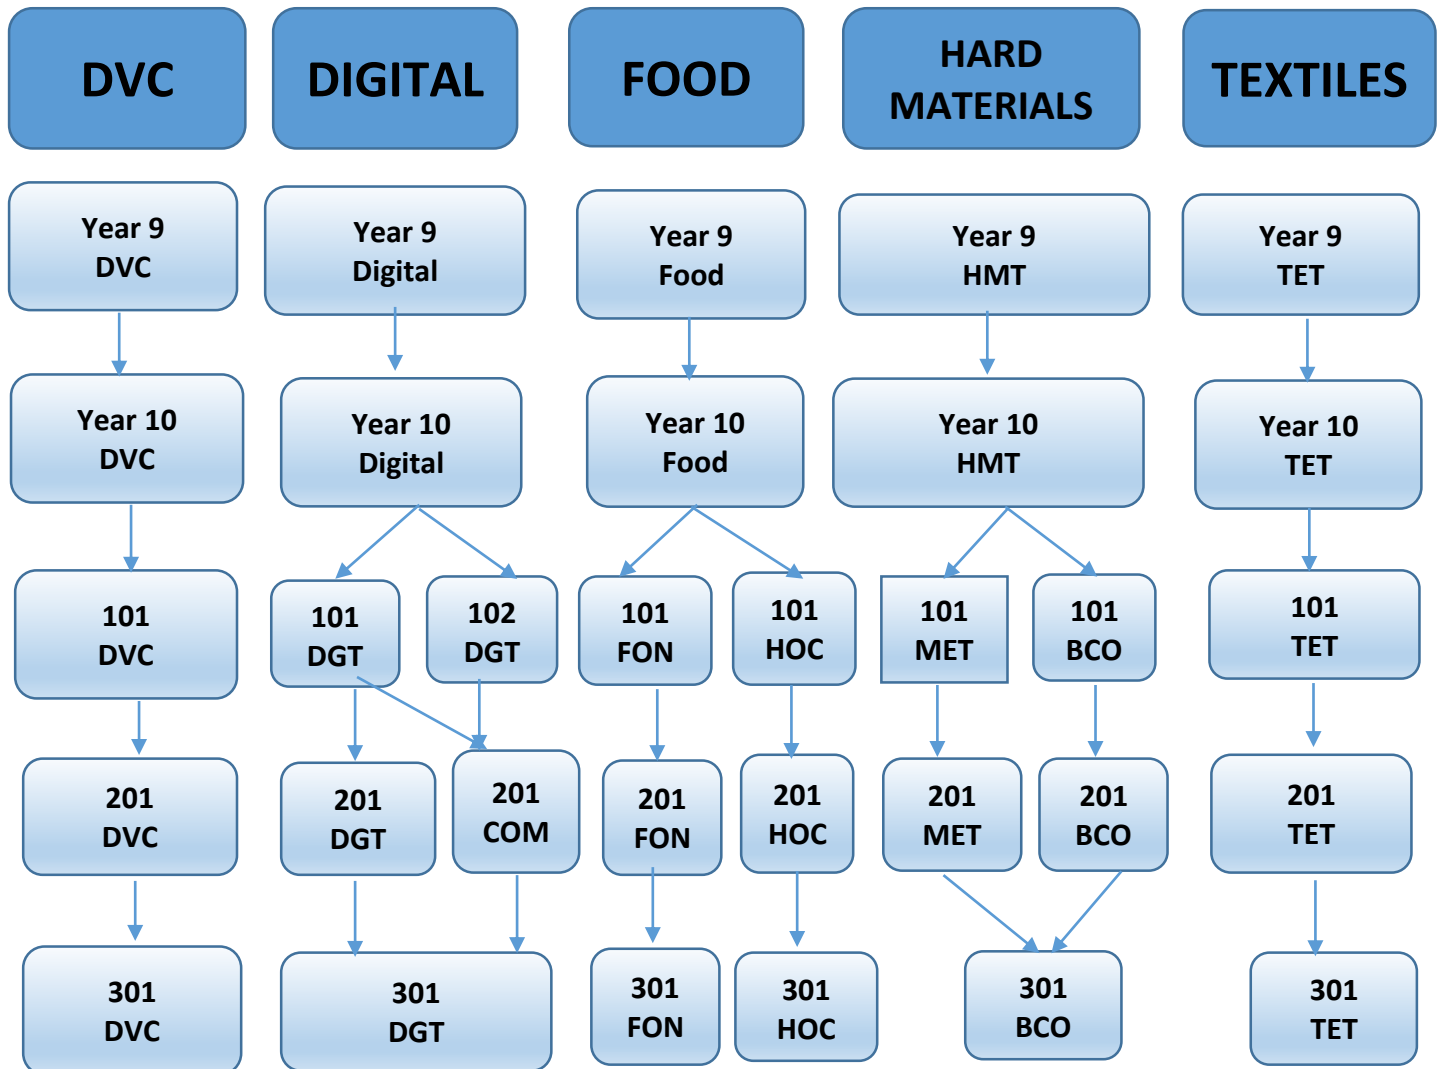 DVC
DIGITAL
FOOD
HARD
MATERIALS
TEXTILES
Year 9
DVC
Year 9
Digital
Year 9
Food
Year 9
HMT
Year 9
TET
Year 10
DVC
Year 10
Digital
Year 10
Food
Year 10
HMT
Year 10
TET
101
DVC
101
DGT
102
DGT
101
FON
101
HOC
101
MET
101
BCO
101
TET
201
DVC
201
DGT
201
COM
201
FON
201
HOC
201
MET
201
BCO
201
TET
301
DVC
301
DGT
301
FON
301
HOC
301
BCO
301
TET